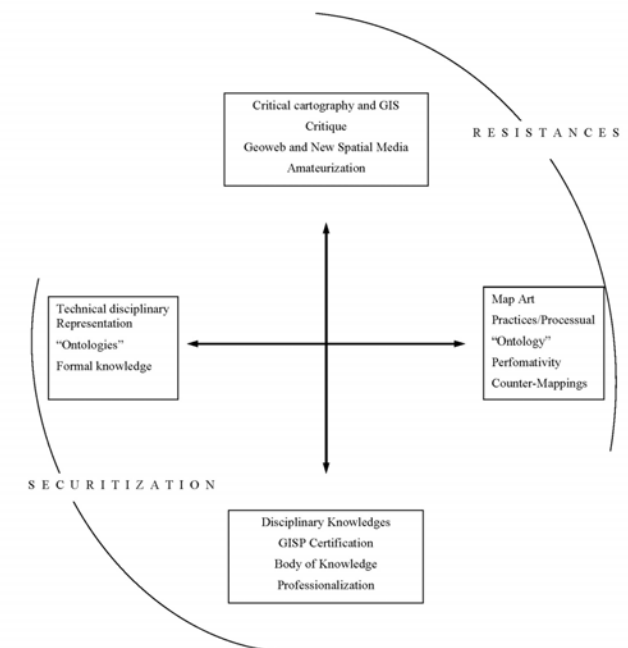 Critical cartography and GIS
Critique
Geoweb and New Spatial Media
Amateurization
R E S I S T A N C E S
Technical disciplinary
Representation
“Ontologies”
Formal knowledge
Map Art
Practices/Processual
“Ontology”
Perfomativity
Counter-Mappings
S E C U R I T I Z A T I O N
Disciplinary Knowledges
GISP Certification
Body of Knowledge
Professionalization